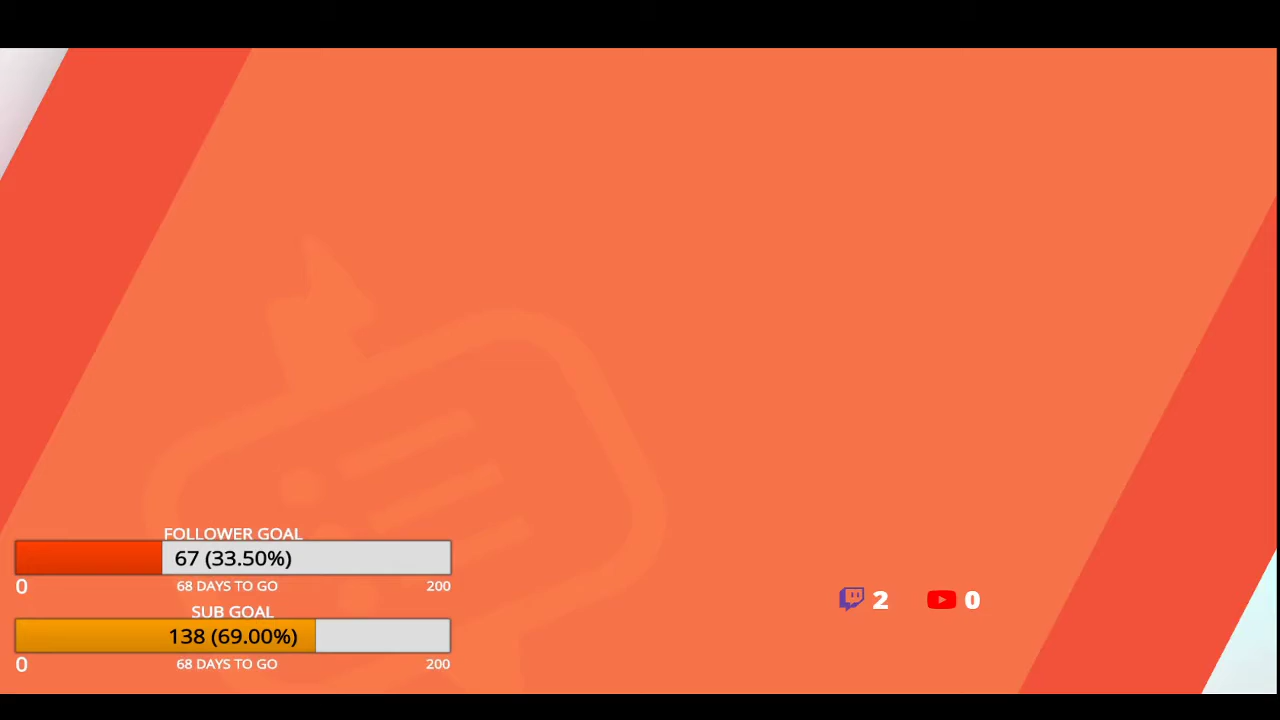 FOLLOWER GOAL
67 (33.50%)
0 68 DAYS TO GO 200
SUB GOAL
138 (69.00%)
0 68 DAYS TO GO 200
2 0